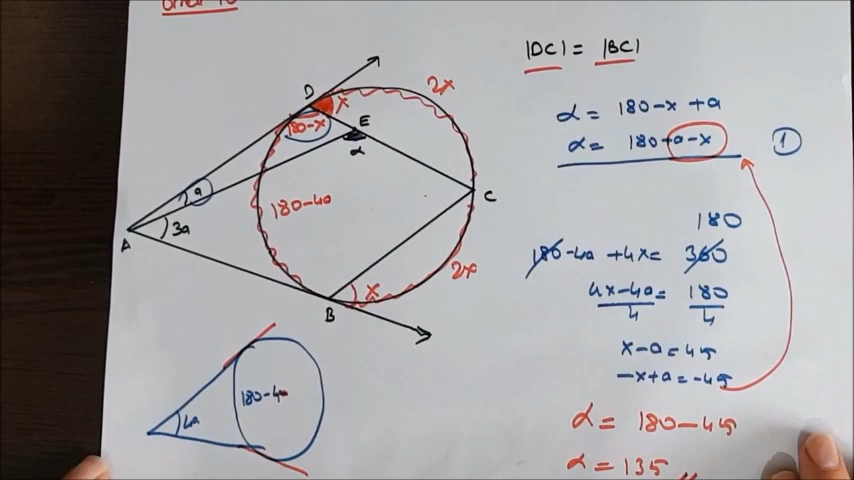 |DC| = |BC|
α = 180-x+a
α = 180+a-x
1
D
x
2x
180-x
E
α
a
180-4a
3a
A
C
2x
x
B
180
180-4a +4x= 360
4x-4a= 180
4 4
x-a=45
-x+a=-45
α = 180-45
α = 135
4a
180-4a